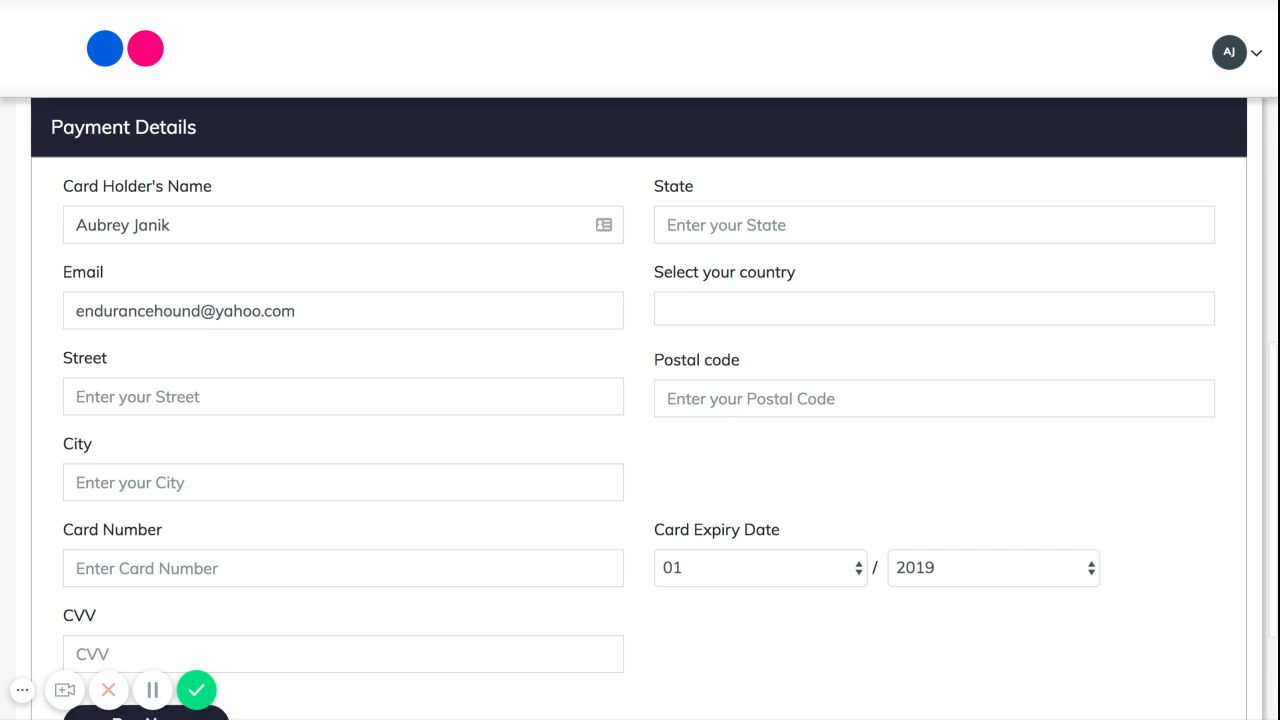 AJ
Payment Details
Card Holder's Name
Aubrey Janik
Email
endurancehound@yahoo.com
Street
Enter your Street
City
Enter your City
State
Enter your State
Select your country
Postal code
Enter your Postal Code
Card Number
Enter Card Number
Card Expiry Date
01 / 2019
CVV
CVV